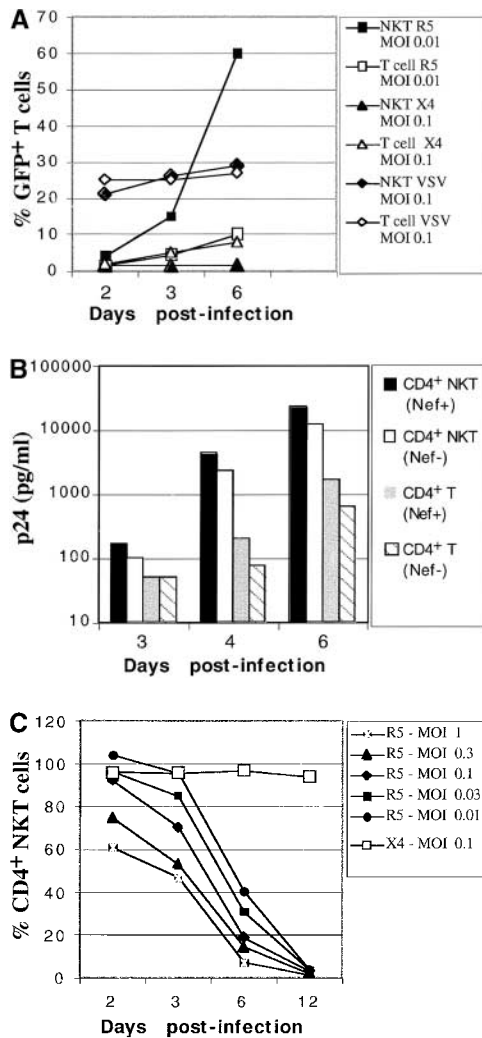 A
% GFP+ T cells
70
60
50
40
30
20
10
0
2
3
6
Days post-infection
NKT R5
MOI 0.01
T cell R5
MOI 0.01
NKT X4
MOI 0.1
T cell X4
MOI 0.1
NKT VSV
MOI 0.1
T cell VSV
MOI 0.1
B
p24 (pg/ml)
100000
10000
1000
100
10
3
4
6
Days post-infection
CD4+ NKT
(Nef+)
CD4+ NKT
(Nef-)
CD4+ T
(Nef+)
CD4+ T
(Nef-)
C
% CD4+ NKT cells
120
100
80
60
40
20
0
2
3
6
12
Days post-infection
R5 - MOI 1
R5 - MOI 0.3
R5 - MOI 0.1
R5 - MOI 0.03
R5 - MOI 0.01
X4 - MOI 0.1